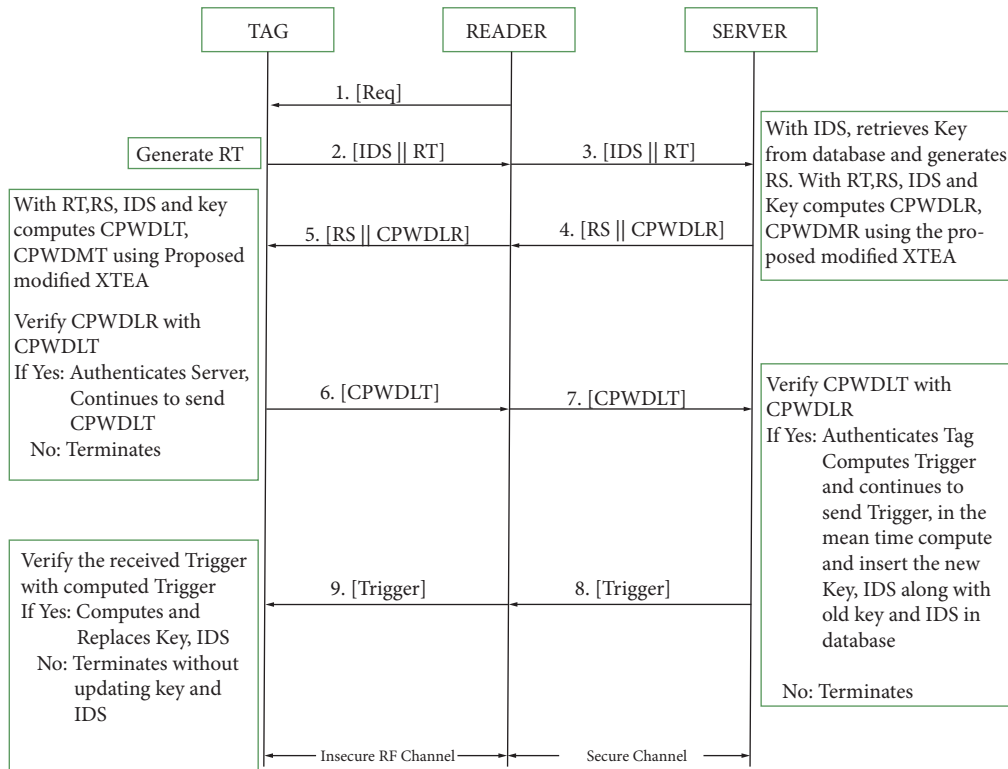 TAG
READER
SERVER
1. [Req]
Generate RT
2. [IDS || RT]
3. [IDS || RT]
With IDS, retrieves Key
from database and generates
RS. With RT,RS, IDS and
Key computes CPWDLR,
CPWDMR using the pro-
posed modified XTEA
With RT,RS, IDS and key
computes CPWDLT,
CPWDMT using Proposed
modified XTEA
Verify CPWDLR with
CPWDLT
If Yes: Authenticates Server,
Continues to send
CPWDLT
No: Terminates
5. [RS || CPWDLR]
4. [RS || CPWDLR]
6. [CPWDLT]
7. [CPWDLT]
Verify CPWDLT with
CPWDLR
If Yes: Authenticates Tag
Computes Trigger
and continues to
send Trigger, in the
mean time compute
and insert the new
Key, IDS along with
old key and IDS in
database
No: Terminates
Verify the received Trigger
with computed Trigger
If Yes: Computes and
Replaces Key, IDS
No: Terminates without
updating key and
IDS
9. [Trigger]
8. [Trigger]
Insecure RF Channel
Secure Channel